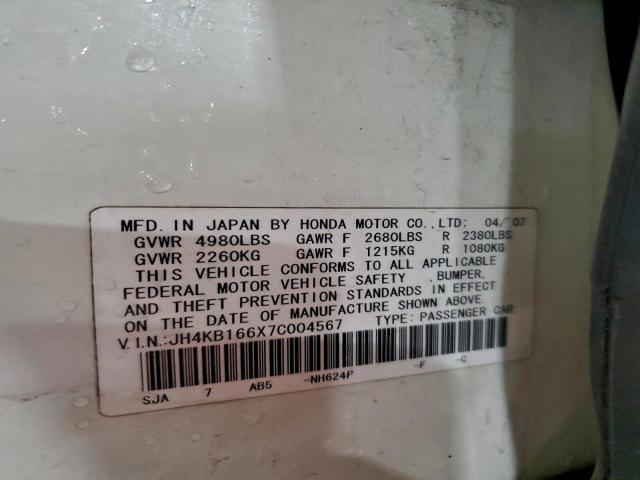 MFD. IN JAPAN BY HONDA MOTOR CO.,LTD: 04/'07
GVWR 4980LBS GAWR F 2680LBS R 2380LBS
GVWR 2260KG GAWR F 1215KG R 1080KG
THIS VEHICLE CONFORMS TO ALL APPLICABLE
FEDERAL MOTOR VEHICLE SAFETY ,BUMPER,
AND THEFT PREVENTION STANDARDS IN EFFECT
ON THE DATE OF MANUFACTURE SHOWN ABOVE.
V.I.N.:JH4KB166X7C004567 TYPE: PASSENGER CAR
SJA 7 AB5 -NH624P -F -C